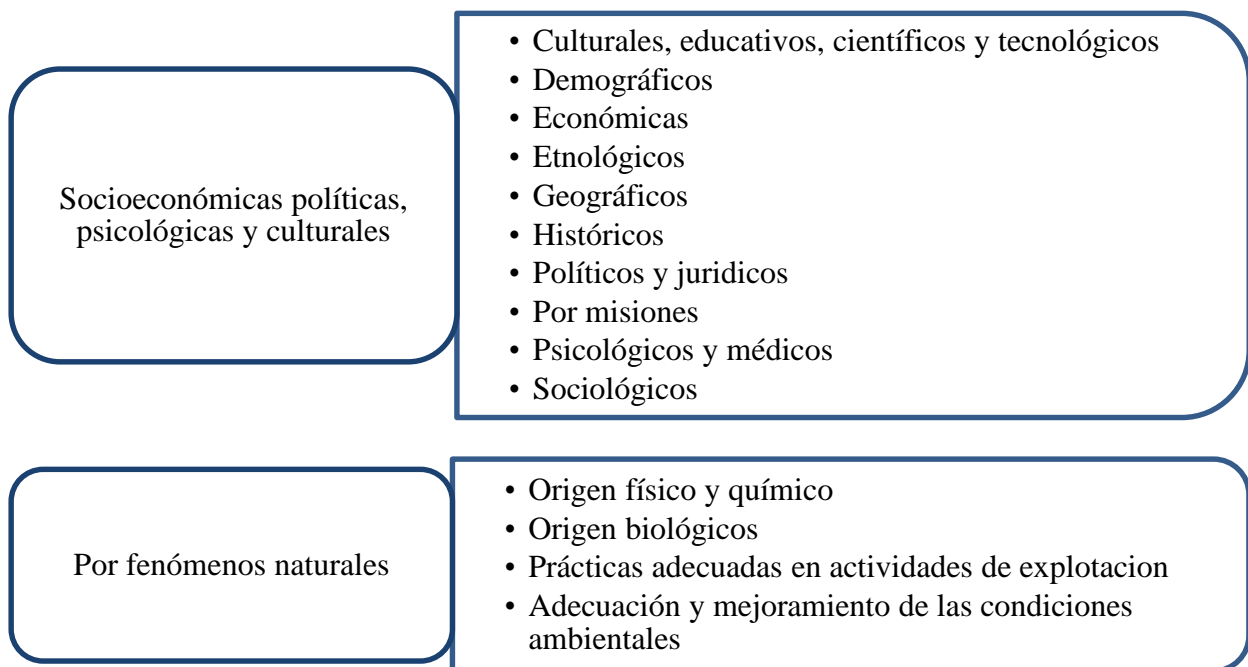 Socioeconómicas políticas,
psicológicas y culturales
• Culturales, educativos, científicos y tecnológicos
• Demográficos
• Económicas
• Etnológicos
• Geográficos
• Históricos
• Políticos y juridicos
• Por misiones
• Psicológicos y médicos
• Sociológicos
Por fenómenos naturales
• Origen físico y químico
• Origen biológicos
• Prácticas adecuadas en actividades de explotacion
• Adecuación y mejoramiento de las condiciones
ambientales